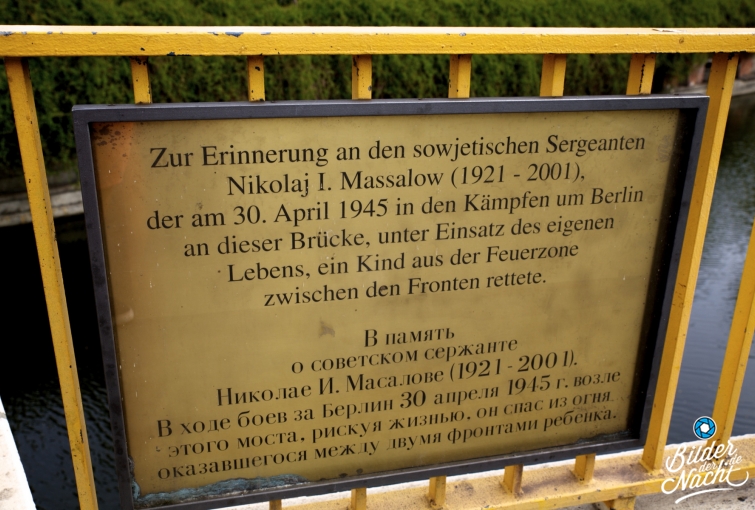 Zur Erinnerung an den sowjetischen Sergeanten
Nikolaj I. Massalow (1921 - 2001),
der am 30. April 1945 in den Kämpfen um Berlin
an dieser Brücke, unter Einsatz des eigenen
Lebens, ein Kind aus der Feuerzone
zwischen den Fronten rettete.
В память
о советском сержанте
Николае И. Масалове (1921 - 2001).
В ходе боев за Берлин 30 апреля 1945 г. возле
этого моста, рискуя жизнью, он спас из огня
оказавшегося между двумя фронтами ребенка.
Bilder
der die
Nacht